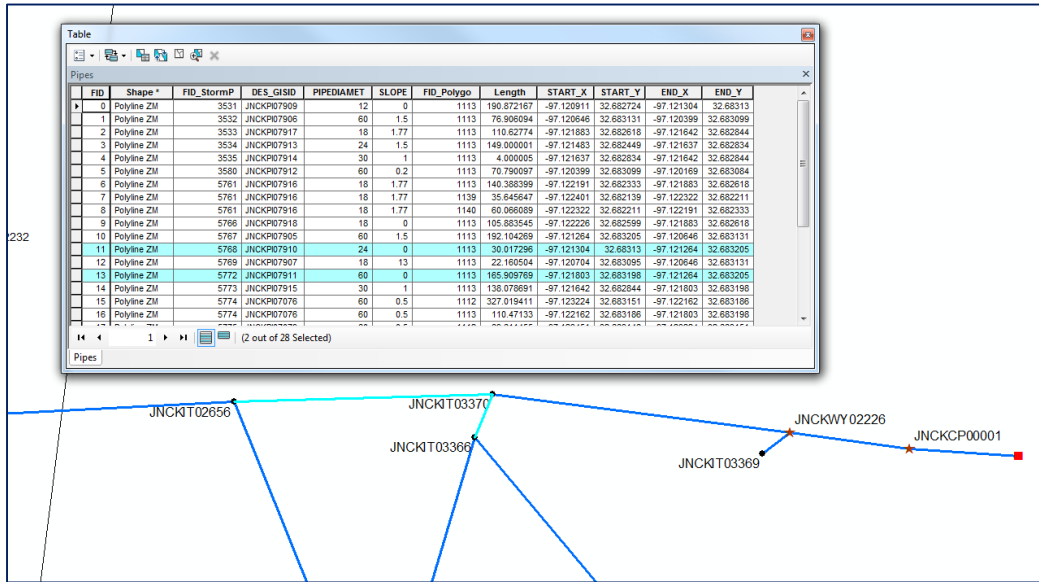 Table
Pipes
FID Shape * FID_StormP DES_GISID PIPEDIAMET SLOPE FID_Polygo Length START_X START_Y END_X END_Y
0 Polyline ZM 3531 JNCKPI07909 12 0 1113 190.872167 -97.120911 32.682724 -97.121304 32.68313
1 Polyline ZM 3532 JNCKPI07906 60 1.5 1113 76.906094 -97.120646 32.683131 -97.120399 32.683099
2 Polyline ZM 3533 JNCKPI07917 18 1.77 1113 110.62774 -97.121883 32.682618 -97.121642 32.682844
3 Polyline ZM 3534 JNCKPI07913 24 1.5 1113 149.000001 -97.121483 32.682449 -97.121637 32.682834
4 Polyline ZM 3535 JNCKPI07914 30 1 1113 4.000005 -97.121637 32.682834 -97.121642 32.682844
5 Polyline ZM 3580 JNCKPI07912 60 0.2 1113 70.790097 -97.120399 32.683099 -97.120169 32.683084
6 Polyline ZM 5761 JNCKPI07916 18 1.77 1113 140.388399 -97.122191 32.682333 -97.121883 32.682618
7 Polyline ZM 5761 JNCKPI07916 18 1.77 1139 35.645647 -97.122401 32.682139 -97.122322 32.682211
8 Polyline ZM 5761 JNCKPI07916 18 1.77 1140 60.066089 -97.122322 32.682211 -97.122191 32.682333
9 Polyline ZM 5766 JNCKPI07918 18 0 1113 105.883545 -97.122226 32.682599 -97.121883 32.682618
10 Polyline ZM 5767 JNCKPI07905 60 1.5 1113 192.104289 -97.121264 32.683205 -97.120646 32.683131
11 Polyline ZM 5768 JNCKPI07910 24 0 1113 30.017296 -97.121304 32.68313 -97.121264 32.683205
12 Polyline ZM 5769 JNCKPI07907 18 13 1113 22.160504 -97.120704 32.683095 -97.120646 32.683131
13 Polyline ZM 5772 JNCKPI07911 60 0 1113 165.909769 -97.121803 32.683198 -97.121264 32.683205
14 Polyline ZM 5773 JNCKPI07915 30 1 1113 138.078691 -97.121642 32.682844 -97.121803 32.683198
15 Polyline ZM 5774 JNCKPI07076 60 0.5 1112 327.019411 -97.123224 32.683151 -97.122162 32.683186
16 Polyline ZM 5774 JNCKPI07076 60 0.5 1113 110.47133 -97.122162 32.683186 -97.121803 32.683198
1 (2 out of 28 Selected)
Pipes
2232
JNCKIT02656
JNCKIT03370
JNCKIT03366
JNCKWY02226
JNCKIT03369
JNCKCP00001